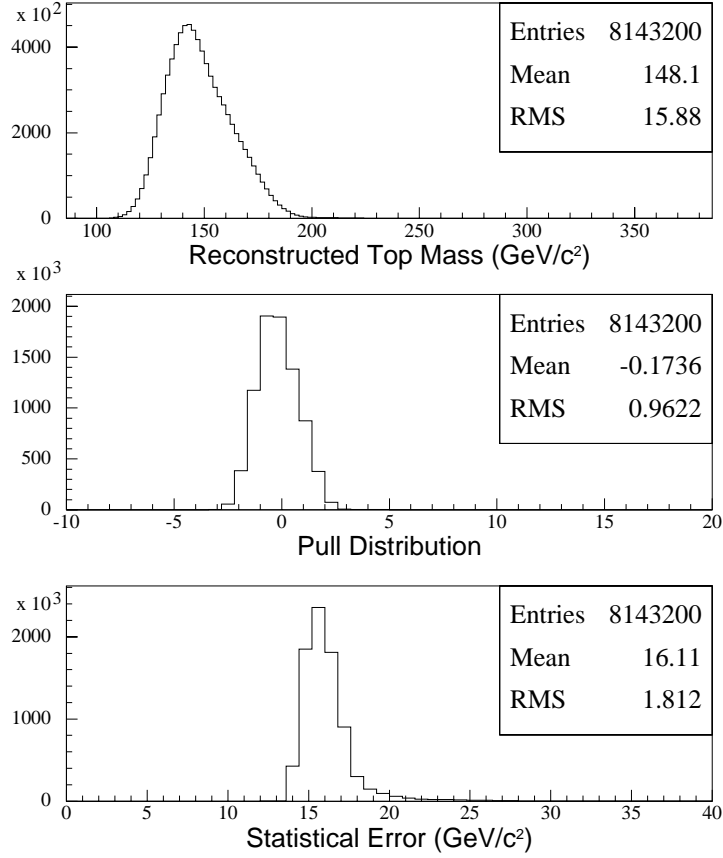 x 10²
4000
2000
0
Entries 8143200
Mean 148.1
RMS 15.88
100 150 200 250 300 350
Reconstructed Top Mass (GeV/c²)
x 10³
2000
1500
1000
500
0
Entries 8143200
Mean -0.1736
RMS 0.9622
-10 -5 0 5 10 15 20
Pull Distribution
x 10³
2000
1000
0
Entries 8143200
Mean 16.11
RMS 1.812
0 5 10 15 20 25 30 35 40
Statistical Error (GeV/c²)